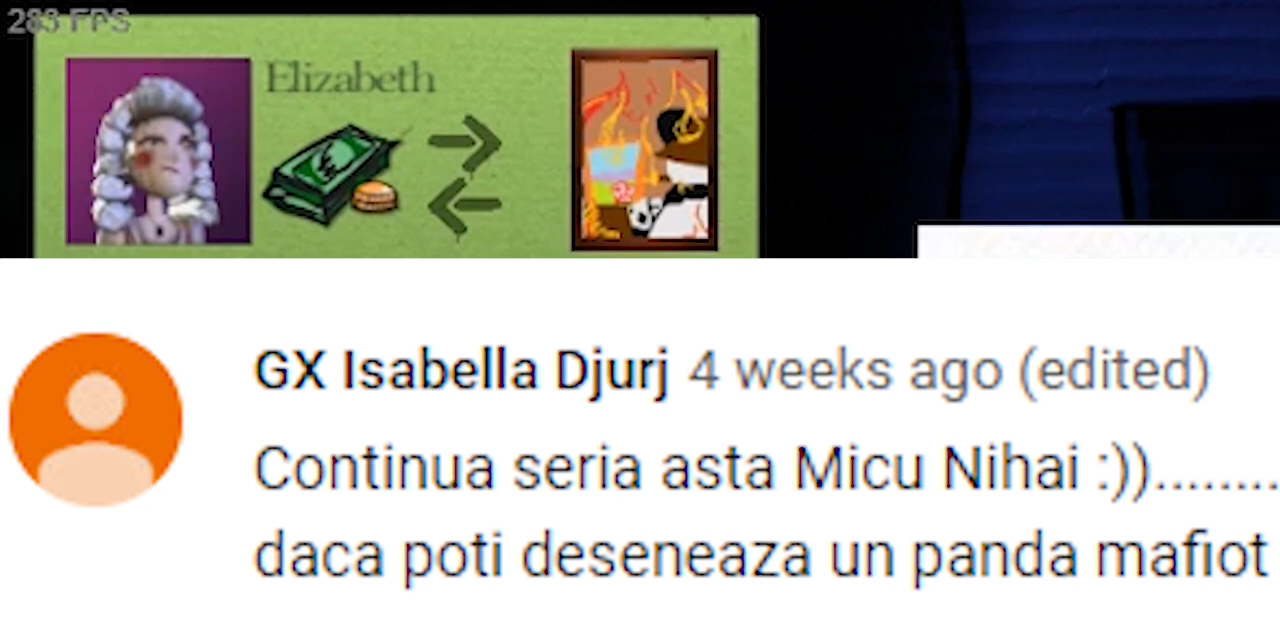 283 FPS
Elizabeth
GX Isabella Djurj 4 weeks ago (edited)
Continua seria asta Micu Nihai :))........
daca poti deseneaza un panda mafiot